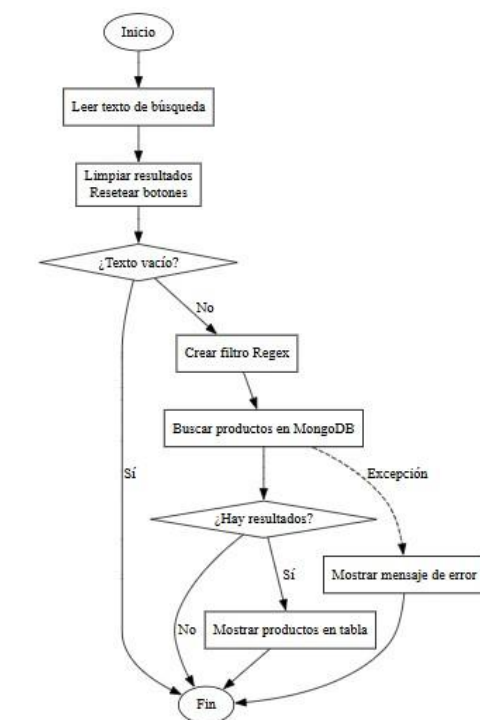 Inicio
Leer texto de búsqueda
Limpiar resultados
Resetear botones
¿Texto vacío?
No
Crear filtro Regex
Buscar productos en MongoDB
Sí
Excepción
¿Hay resultados?
Sí
Mostrar mensaje de error
No
Mostrar productos en tabla
Fin